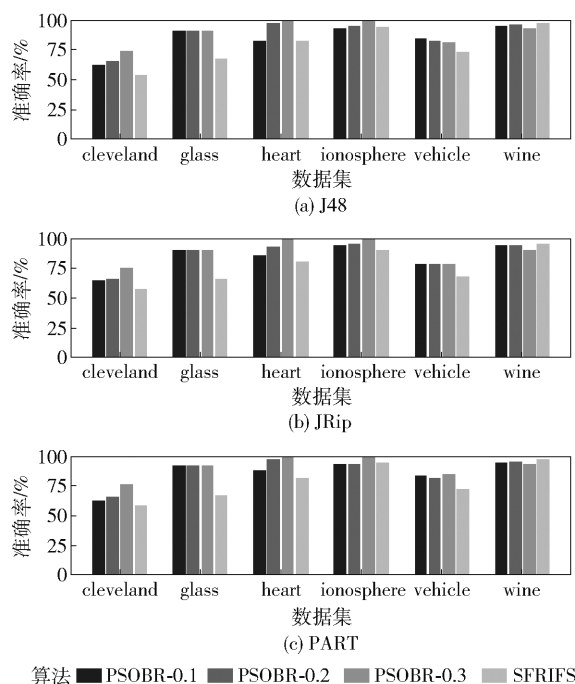 100
75
50
25
0
准确率/%
cleveland glass heart ionosphere vehicle wine
数据集
(a) J48
100
75
50
25
0
准确率/%
cleveland glass heart ionosphere vehicle wine
数据集
(b) JRip
100
75
50
25
0
准确率/%
cleveland glass heart ionosphere vehicle wine
数据集
(c) PART
算法 PSOBR-0.1 PSOBR-0.2 PSOBR-0.3 SFRIFS